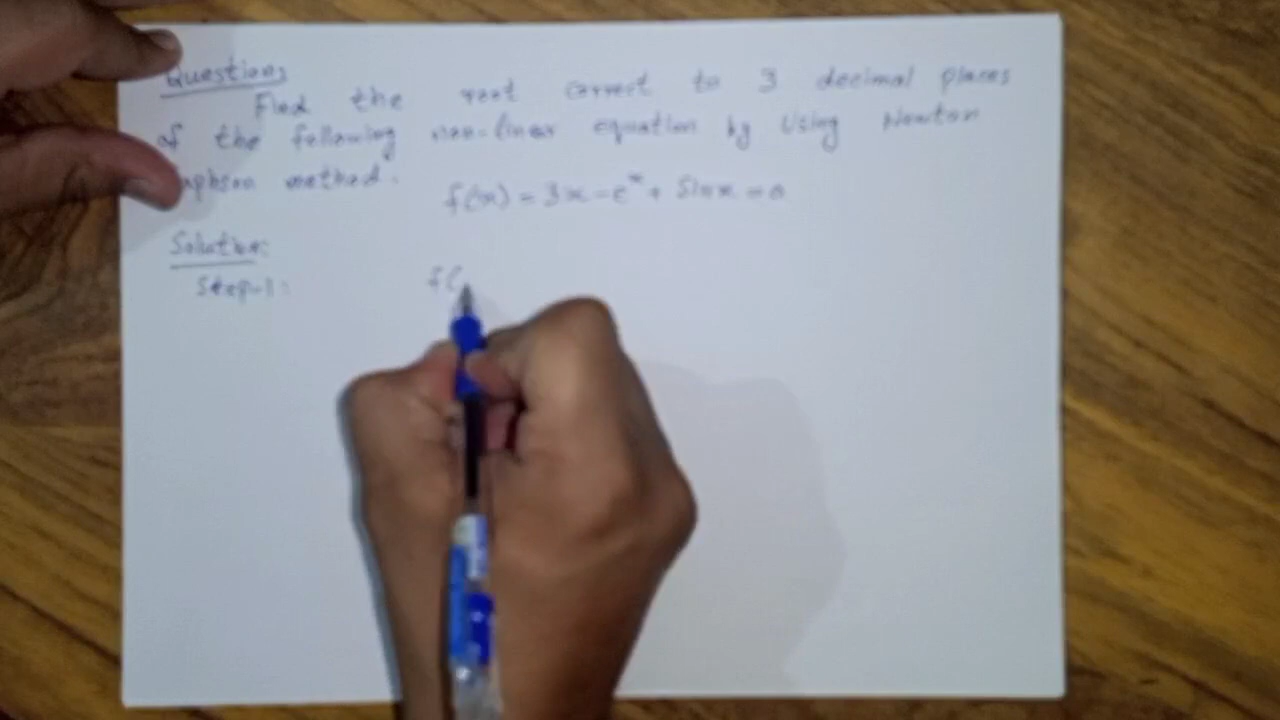 Question:
Find the root correct to 3 decimal places
of the following non-linear equation by using Newton
Raphson method.
f(x) = 3x - e^x + Sinx = 0
Solution:
Step-1: f(